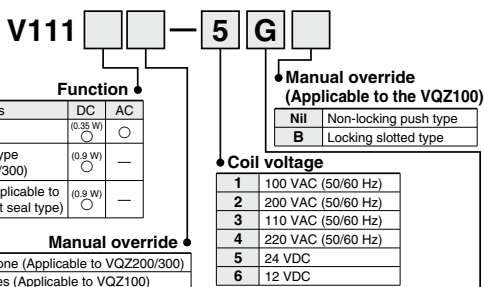 V111 — 5 G
Manual override
(Applicable to the VQZ100)
Nil Non-locking push type
B Locking slotted type
Function
DC AC
(0.35 W)
(0.9 W) —
/300)
(0.9 W) —
plicable to
t seal type)
Coil voltage
1 100 VAC (50/60 Hz)
2 200 VAC (50/60 Hz)
3 110 VAC (50/60 Hz)
4 220 VAC (50/60 Hz)
5 24 VDC
6 12 VDC
Manual override
one (Applicable to VQZ200/300)
es (Applicable to VQZ100)